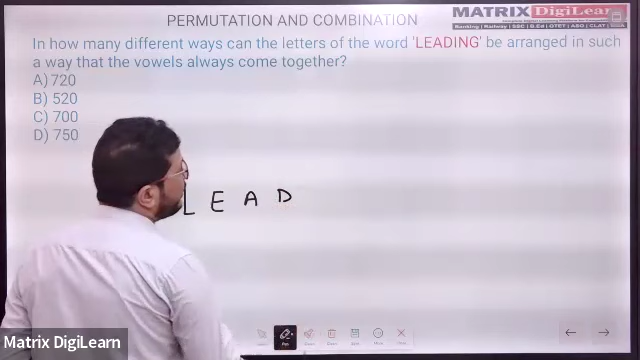 PERMUTATION AND COMBINATION
MATRIX DigiLearn
In how many different ways can the letters of the word 'LEADING' be arranged in such
a way that the vowels always come together?
A) 720
B) 520
C) 700
D) 750
L E A D
Matrix DigiLearn